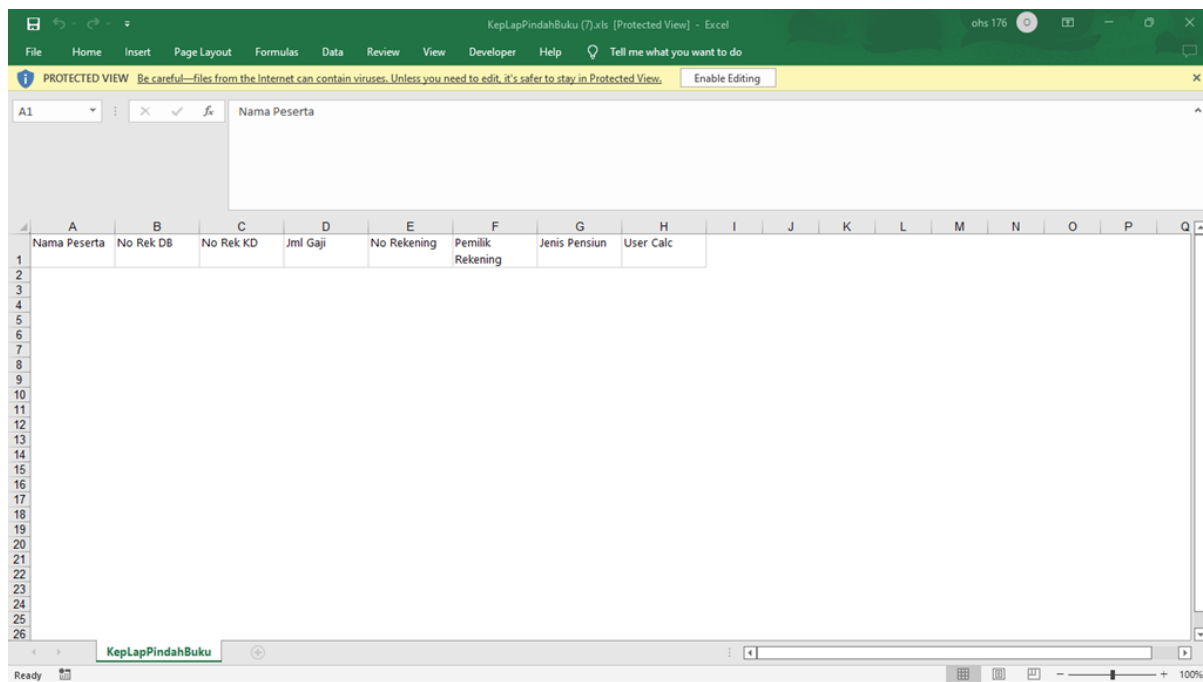 KepLapPindahBuku (7).xls [Protected View] - Excel
ohs 176
O
File Home Insert Page Layout Formulas Data Review View Developer Help Tell me what you want to do
PROTECTED VIEW Be careful—files from the Internet can contain viruses. Unless you need to edit, it's safer to stay in Protected View. Enable Editing
A1 fx Nama Peserta
A B C D E F G H I J K L M N O P Q
Nama Peserta No Rek DB No Rek KD Jml Gaji No Rekening Pemilik Rekening Jenis Pensiun User Calc
1
2
3
4
5
6
7
8
9
10
11
12
13
14
15
16
17
18
19
20
21
22
23
24
25
26
KepLapPindahBuku
Ready 100%